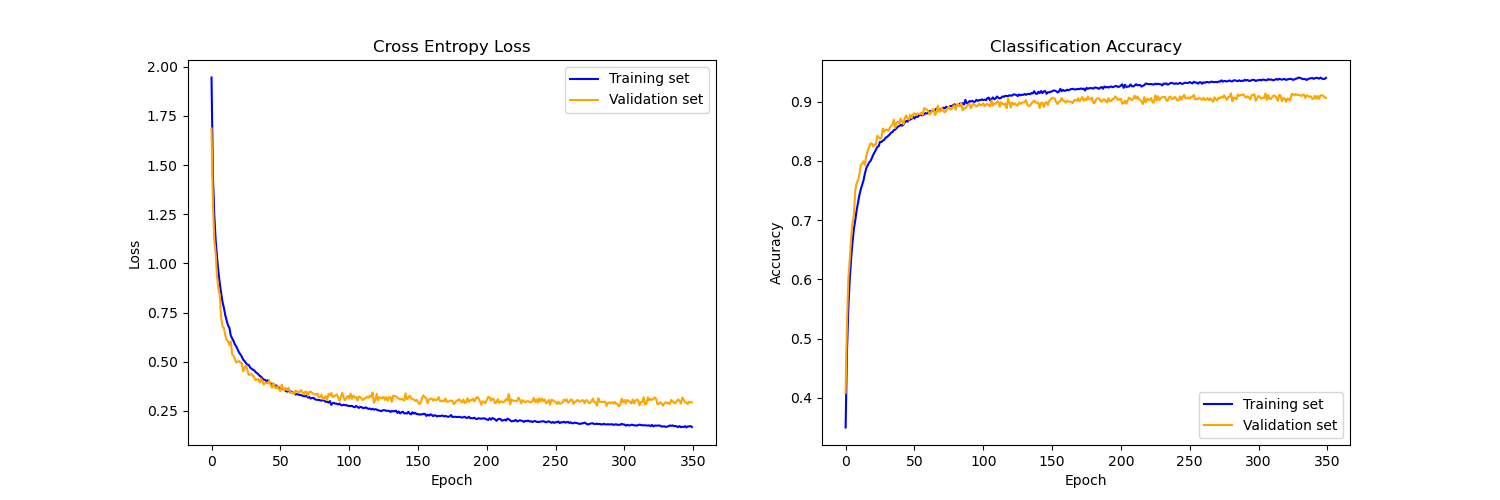 Cross Entropy Loss
2.00
1.75
1.50
1.25
1.00
0.75
0.50
0.25
Loss
Training set
Validation set
0 50 100 150 200 250 300 350
Epoch
Classification Accuracy
0.9
0.8
0.7
0.6
0.5
0.4
Accuracy
Training set
Validation set
0 50 100 150 200 250 300 350
Epoch